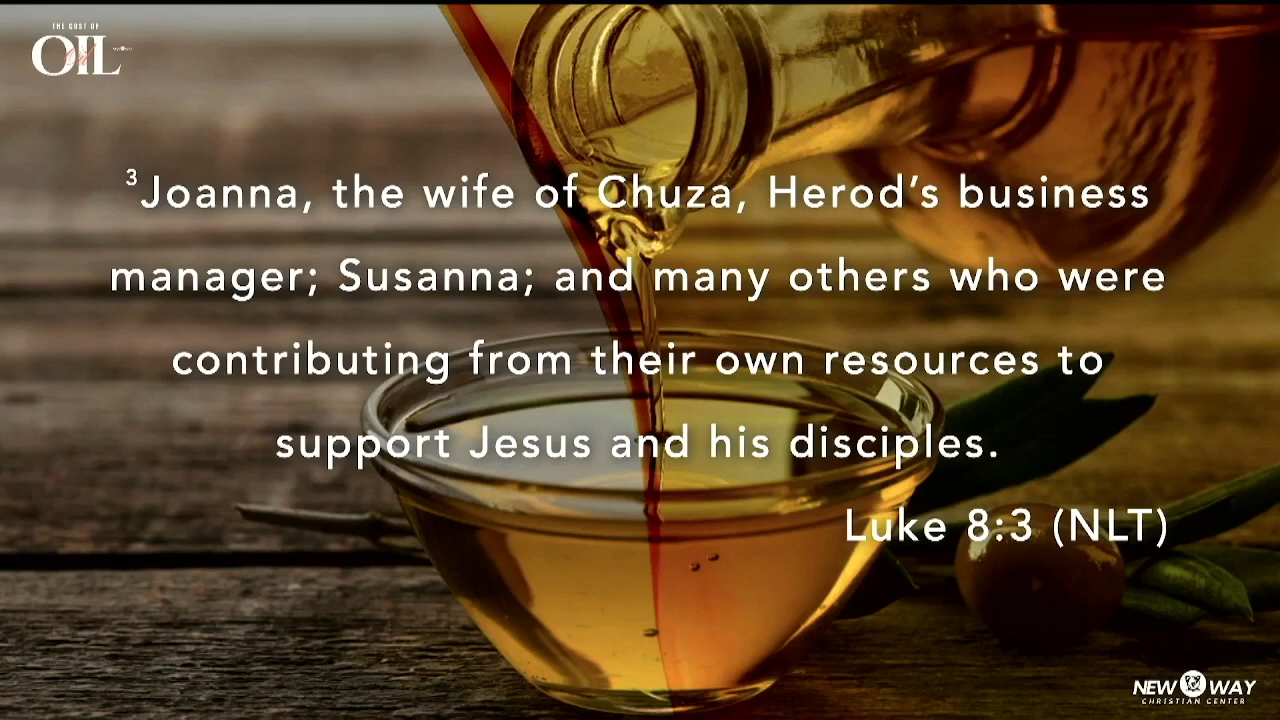 THE COST OF
OIL
³Joanna, the wife of Chuza, Herod’s business
manager; Susanna; and many others who were
contributing from their own resources to
support Jesus and his disciples.
Luke 8:3 (NLT)
NEW WAY
CHRISTIAN CENTER